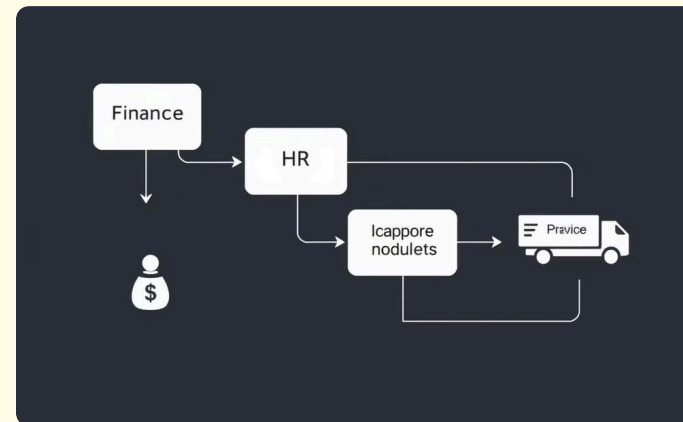 Finance
HR
Icappore
nodulets
Pravice
$